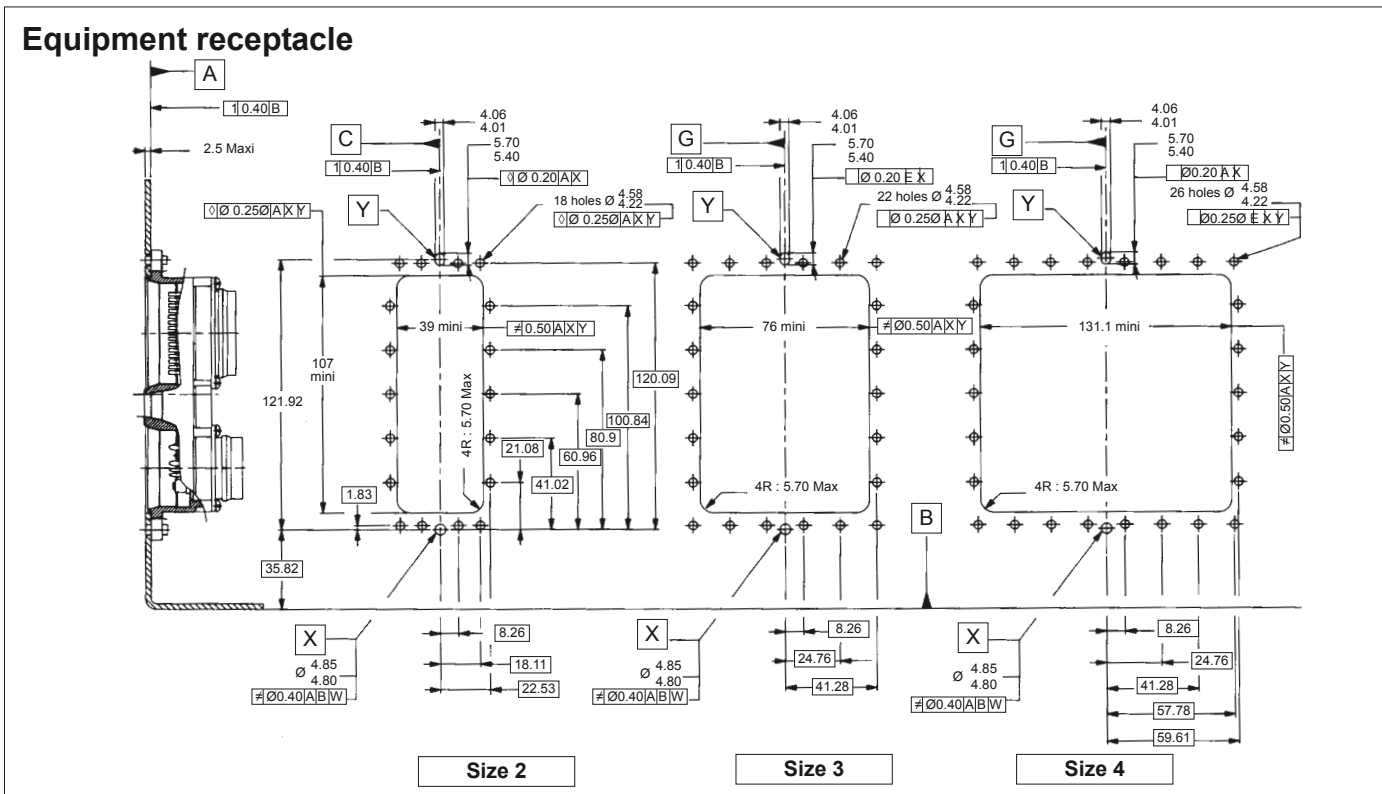 Equipment receptacle
A
1 0.40 B
2.5 Maxi
◊ Ø 0.25Ø A X Y
C
1 0.40 B
4.06
4.01
5.70
5.40
◊ Ø 0.20 A X
Y
18 holes Ø 4.58
4.22
◊ Ø 0.25Ø A X Y
39 mini
≠ 0.50 A X Y
107
mini
121.92
4R : 5.70 Max
120.09
100.84
80.9
60.96
21.08
41.02
1.83
35.82
X
Ø 4.85
4.80
≠ Ø0.40 A B W
8.26
18.11
22.53
Size 2
G
1 0.40 B
4.06
4.01
5.70
5.40
Ø 0.20 E X
Y
22 holes Ø 4.58
4.22
Ø 0.25Ø A X Y
76 mini
≠ Ø0.50 A X Y
4R : 5.70 Max
X
Ø 4.85
4.80
≠ Ø0.40 A B W
8.26
24.76
41.28
Size 3
G
1 0.40 B
4.06
4.01
5.70
5.40
Ø0.20 A X
Y
26 holes Ø 4.58
4.22
Ø0.25Ø E X Y
131.1 mini
≠ Ø0.50 A X Y
4R : 5.70 Max
B
X
Ø 4.85
4.80
≠ Ø0.40 A B W
8.26
24.76
41.28
57.78
59.61
Size 4